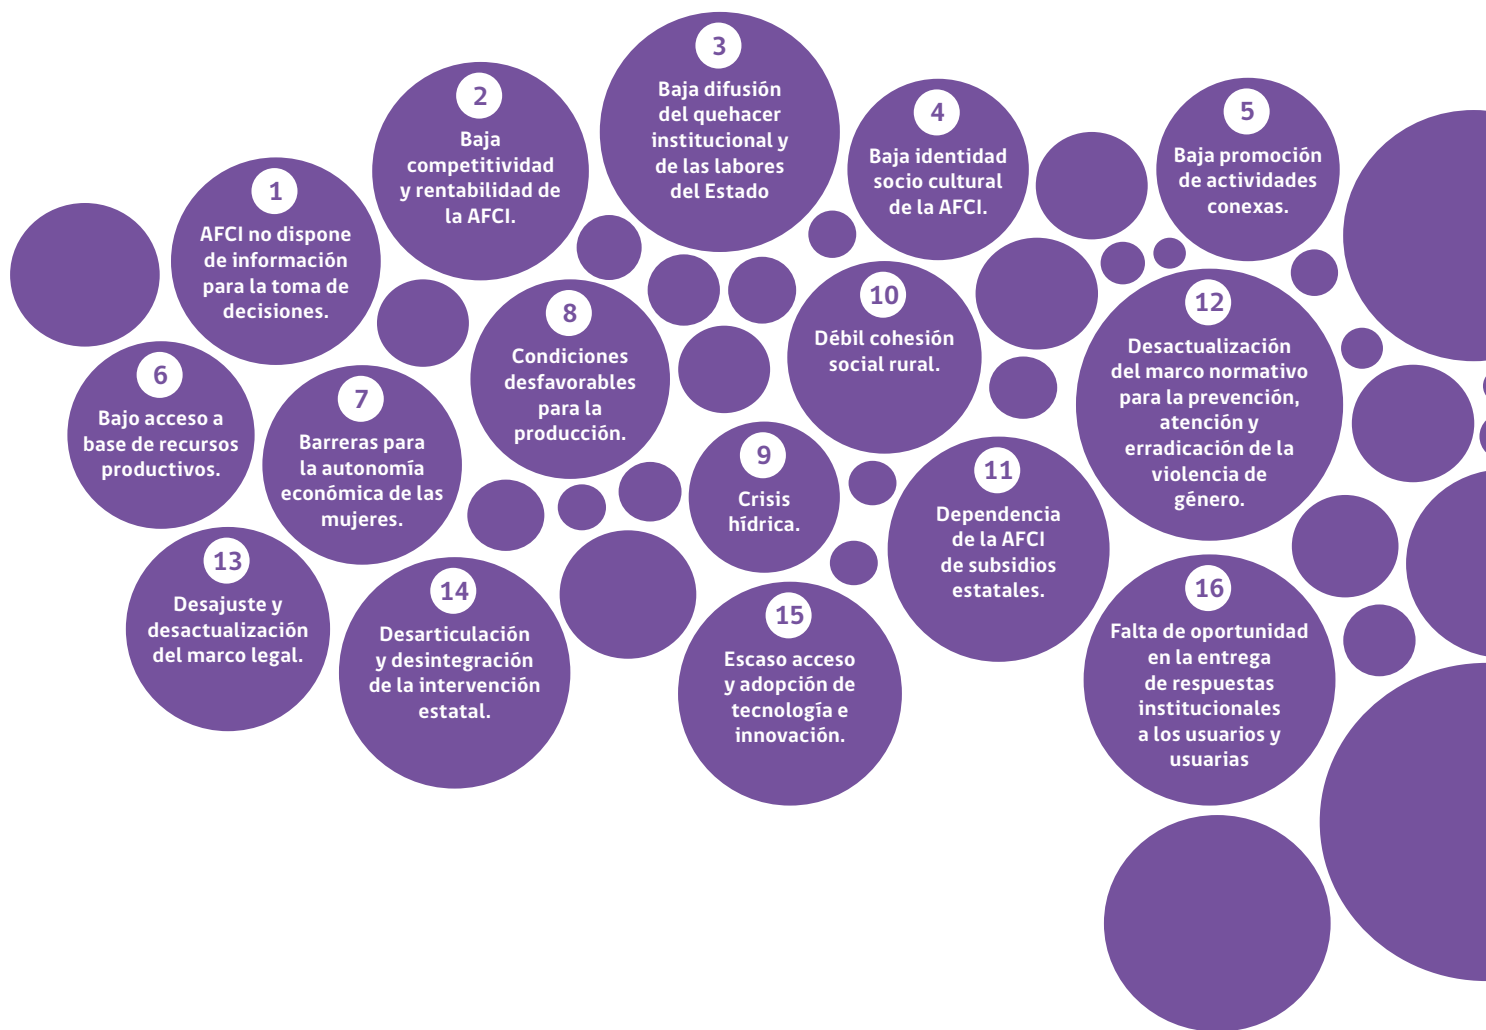 1
AFCI no dispone
de información
para la toma de
decisiones.
2
Baja
competitividad
y rentabilidad de
la AFCI.
3
Baja difusión
del quehacer
institucional y
de las labores
del Estado
4
Baja identidad
socio cultural
de la AFCI.
5
Baja promoción
de actividades
conexas.
6
Bajo acceso a
base de recursos
productivos.
7
Barreras para
la autonomía
económica de las
mujeres.
8
Condiciones
desfavorables
para la
producción.
9
Crisis
hídrica.
10
Débil cohesión
social rural.
11
Dependencia
de la AFCI
de subsidios
estatales.
12
Desactualización
del marco normativo
para la prevención,
atención y
erradicación de la
violencia de
género.
13
Desajuste y
desactualización
del marco legal.
14
Desarticulación
y desintegración
de la intervención
estatal.
15
Escaso acceso
y adopción de
tecnología e
innovación.
16
Falta de oportunidad
en la entrega
de respuestas
institucionales
a los usuarios y
usuarias